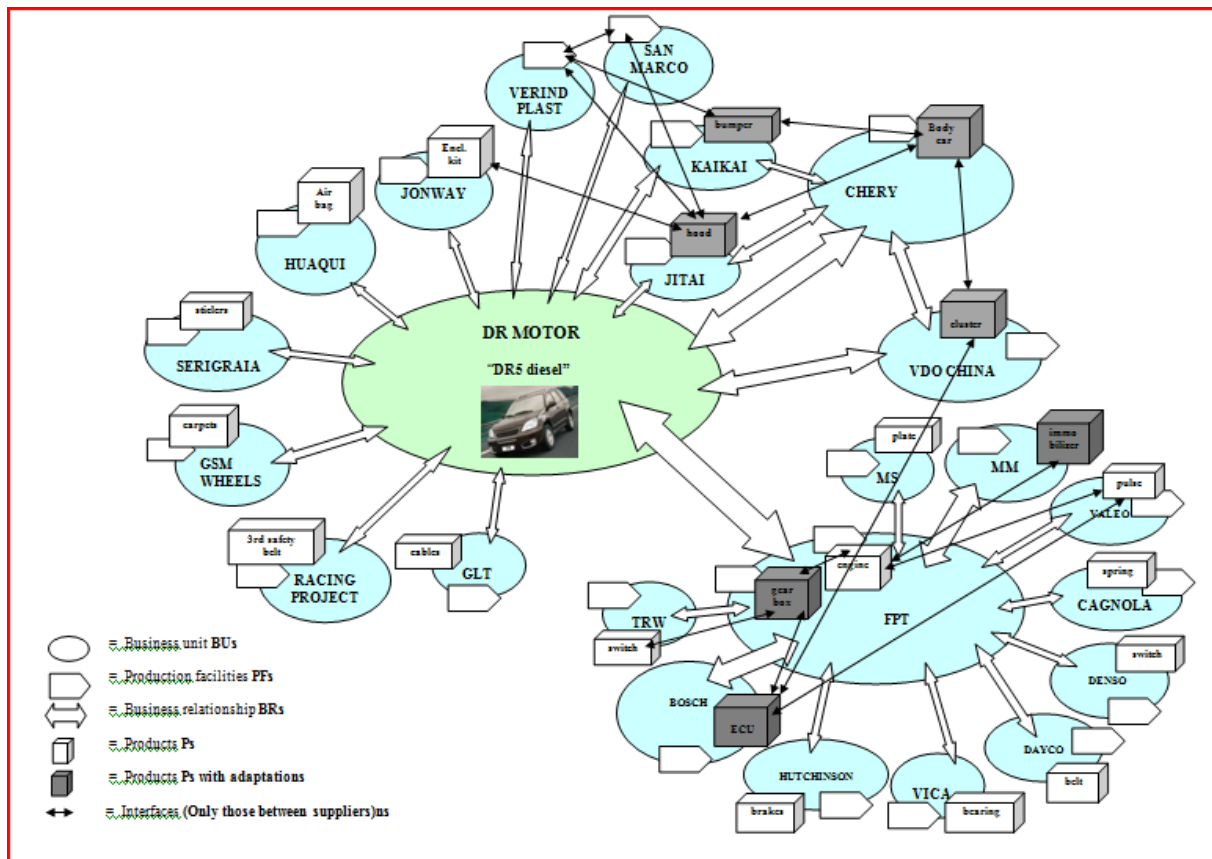 SAN
MARCO
VERIND
PLAST
bumper
KAIKAI
Body
car
CHERY
Encl.
kit
JONWAY
Air
bag
HUAQUI
hood
JITAI
sticlers
SERIGRAIA
DR MOTOR
“DR5 diesel”
cluster
VDO CHINA
carpets
GSM
WHEELS
plate
MS
MM
immo
bilizer
pulse
VALEO
3rd safety
belt
RACING
PROJECT
cables
GLT
engine
gear
box
FPT
spring
CAGNOLA
TRW
switch
switch
DENSO
BOSCH
ECU
DAYCO
belt
HUTCHINSON
brakes
VICA
bearing
= Business unit BUs
= Production facilities PFs
= Business relationship BRs
= Products Ps
= Products Ps with adaptations
= Interfaces (Only those between suppliers)ns